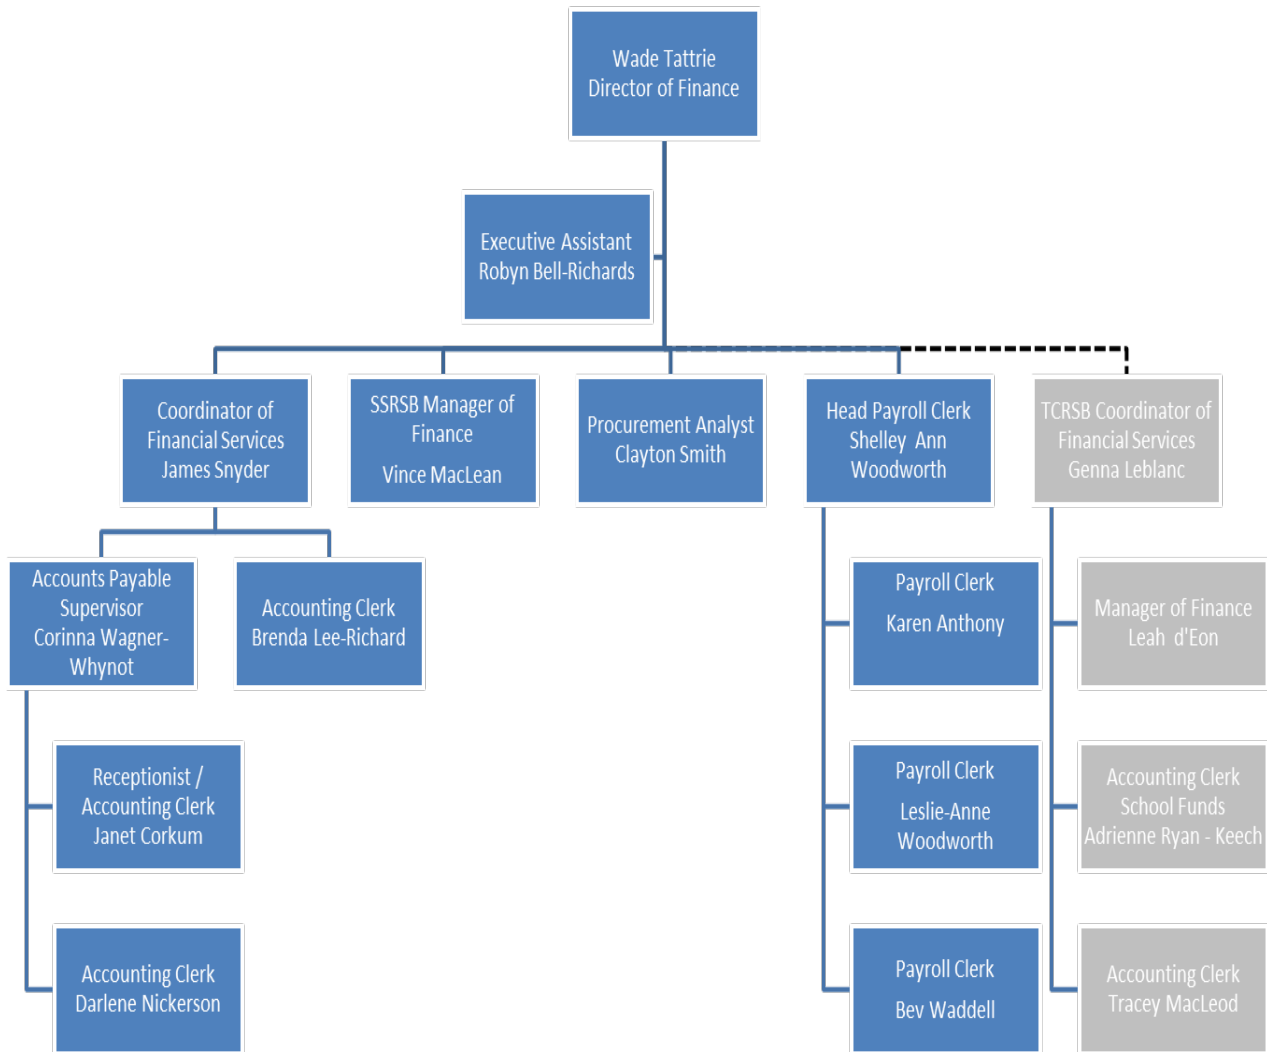 Wade Tattrie
Director of Finance
Executive Assistant
Robyn Bell-Richards
Coordinator of
Financial Services
James Snyder
SSRSB Manager of
Finance
Vince MacLean
Procurement Analyst
Clayton Smith
Head Payroll Clerk
Shelley Ann
Woodworth
TCRSB Coordinator of
Financial Services
Genna Leblanc
Accounts Payable
Supervisor
Corinna Wagner-
Whynot
Accounting Clerk
Brenda Lee-Richard
Payroll Clerk
Karen Anthony
Manager of Finance
Leah d'Eon
Receptionist /
Accounting Clerk
Janet Corkum
Payroll Clerk
Leslie-Anne
Woodworth
Accounting Clerk
School Funds
Adrienne Ryan - Keech
Accounting Clerk
Darlene Nickerson
Payroll Clerk
Bev Waddell
Accounting Clerk
Tracey MacLeod